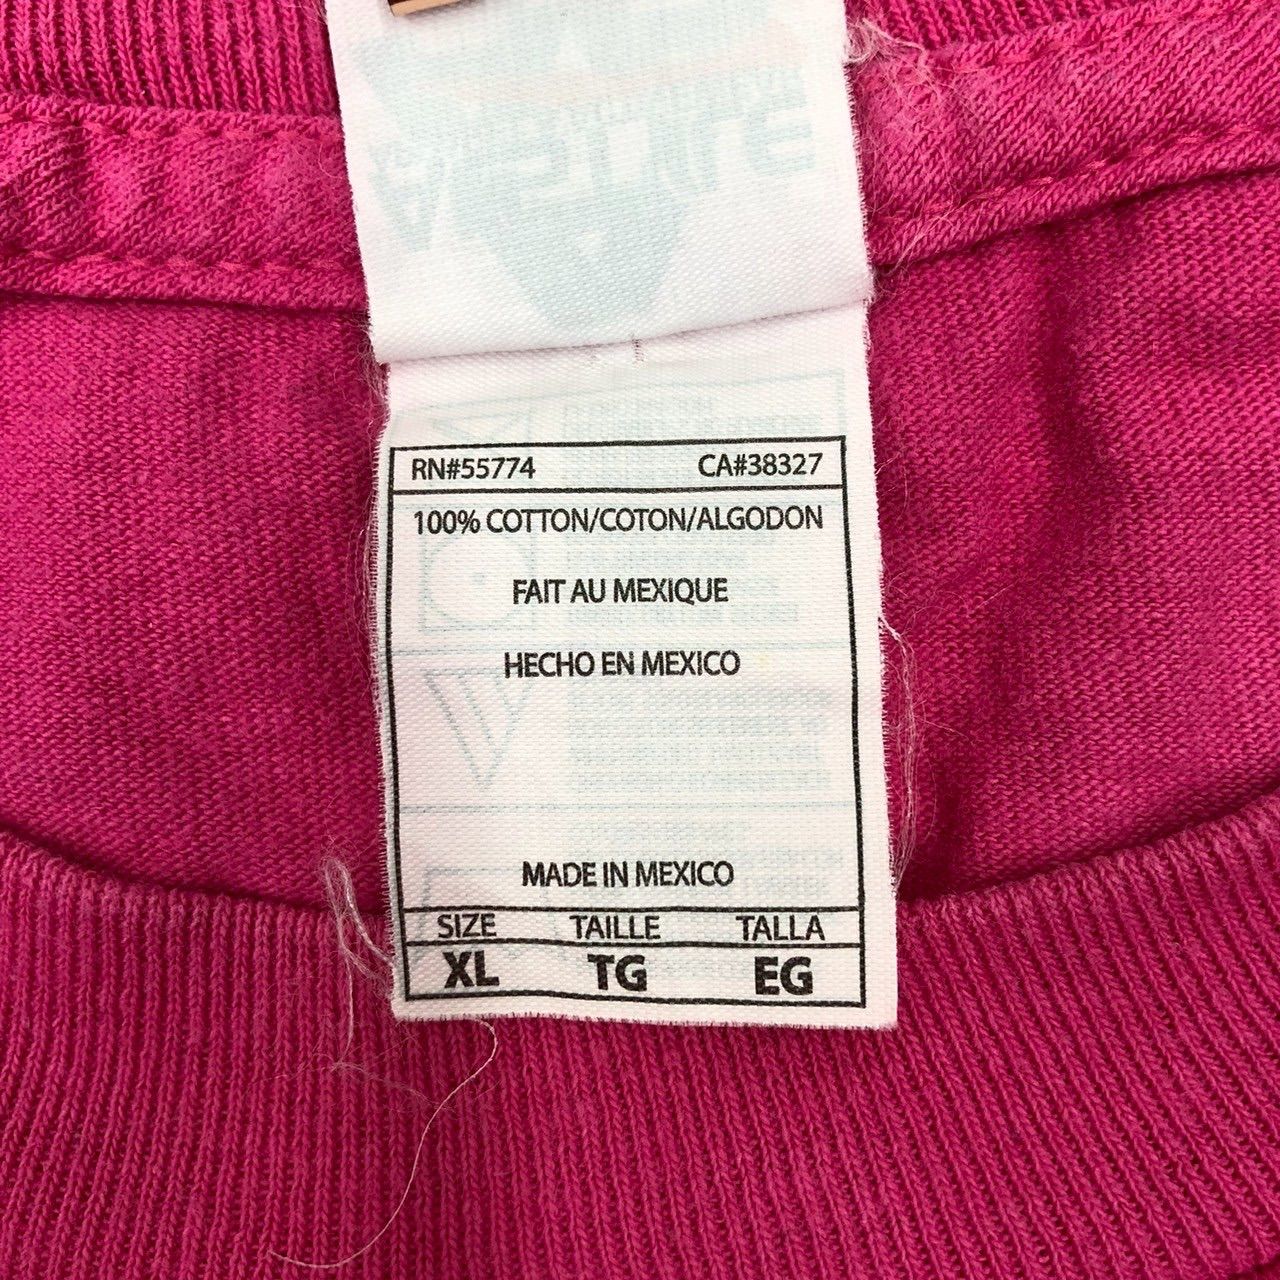 RN#55774 CA#38327
100% COTTON/COTON/ALGODON
FAIT AU MEXIQUE
HECHO EN MEXICO
MADE IN MEXICO
SIZE TAILLE TALLA
XL TG EG